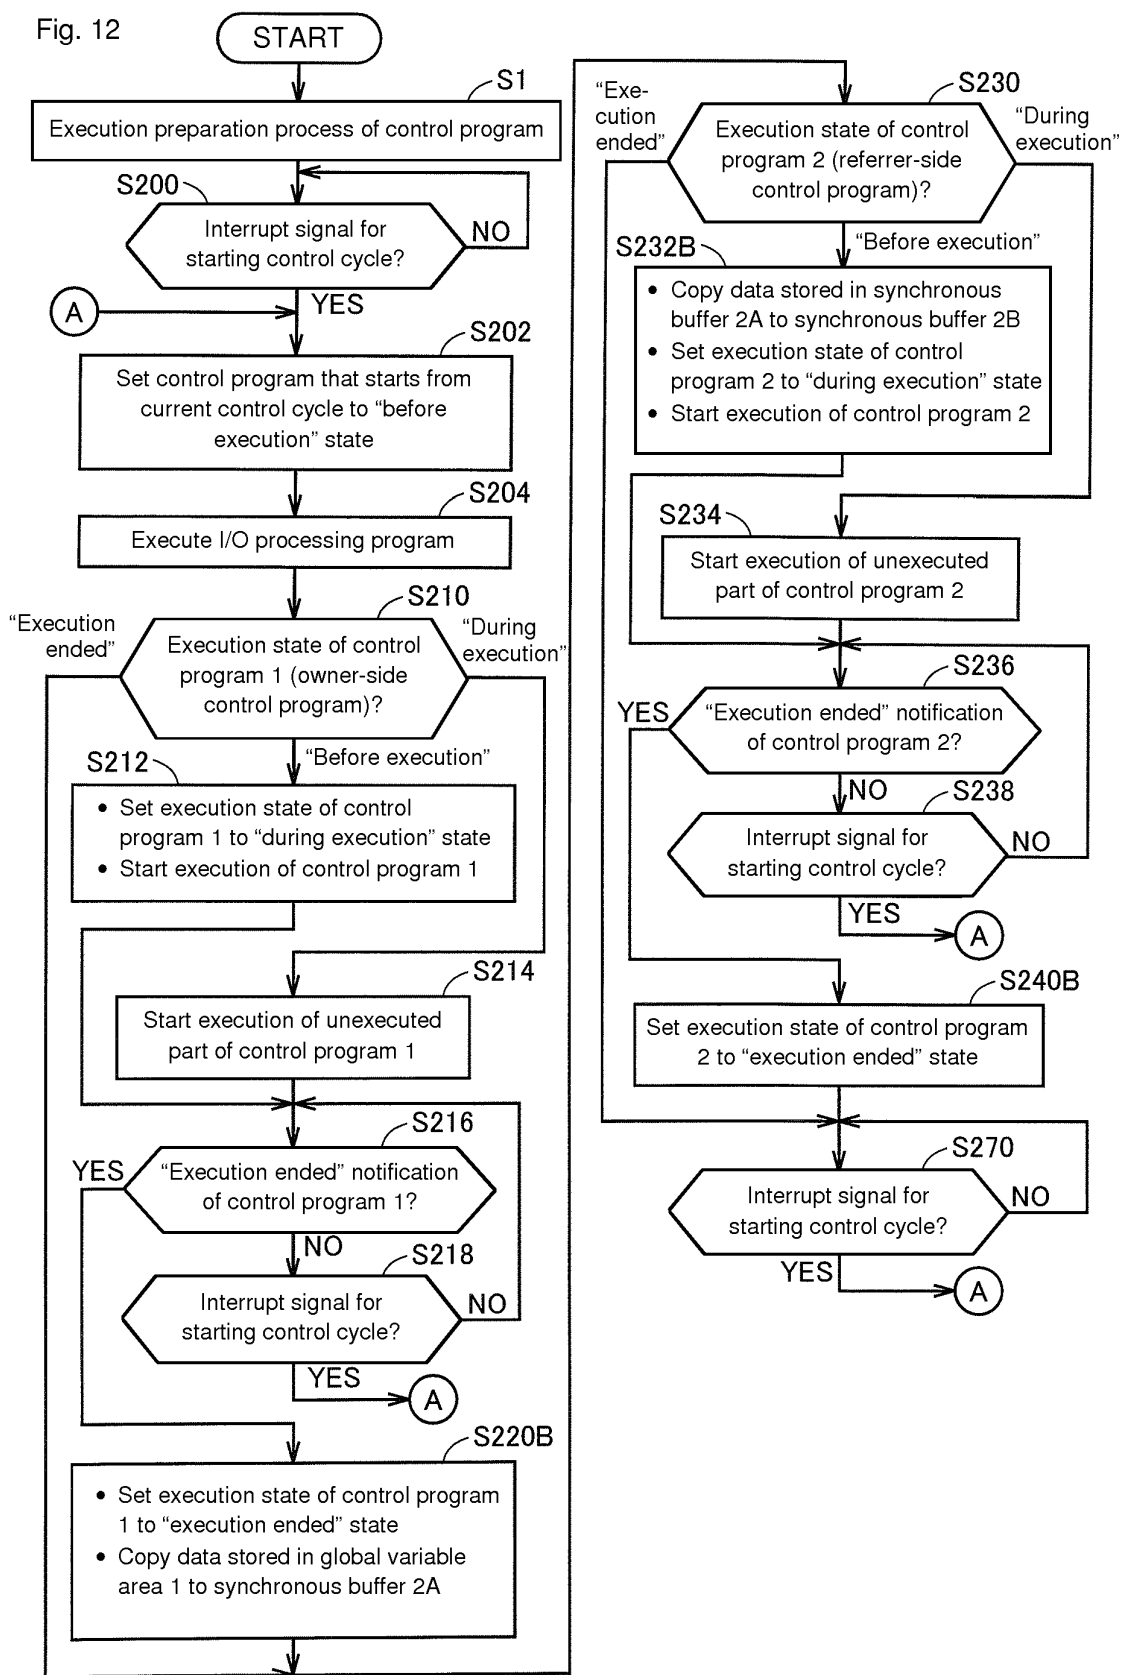 Fig. 12
START
S1
Execution preparation process of control program
S200
Interrupt signal for
starting control cycle?
NO
YES
A
S202
Set control program that starts from
current control cycle to “before
execution” state
S204
Execute I/O processing program
S210
“Execution
ended”
Execution state of control
program 1 (owner-side
control program)?
“During
execution”
“Before execution”
S212
• Set execution state of control
program 1 to “during execution” state
• Start execution of control program 1
S214
Start execution of unexecuted
part of control program 1
S216
YES
“Execution ended” notification
of control program 1?
NO
S218
Interrupt signal for
starting control cycle?
NO
YES
A
S220B
• Set execution state of control program
1 to “execution ended” state
• Copy data stored in global variable
area 1 to synchronous buffer 2A
S230
“Exe-
cution
ended”
Execution state of control
program 2 (referrer-side
control program)?
“During
execution”
“Before execution”
S232B
• Copy data stored in synchronous
buffer 2A to synchronous buffer 2B
• Set execution state of control
program 2 to “during execution” state
• Start execution of control program 2
S234
Start execution of unexecuted
part of control program 2
S236
YES
“Execution ended” notification
of control program 2?
NO
S238
Interrupt signal for
starting control cycle?
NO
YES
A
S240B
Set execution state of control program
2 to “execution ended” state
S270
Interrupt signal for
starting control cycle?
NO
YES
A